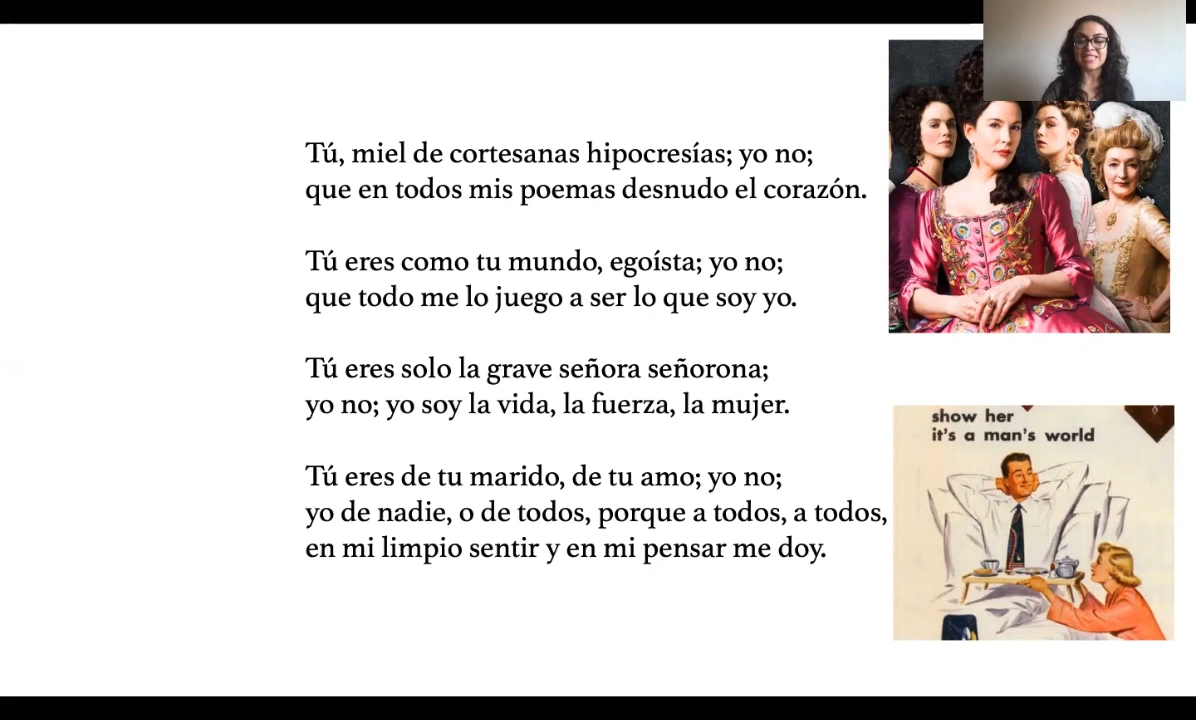 Tú, miel de cortesanas hipocresías; yo no;
que en todos mis poemas desnudo el corazón.
Tú eres como tu mundo, egoísta; yo no;
que todo me lo juego a ser lo que soy yo.
Tú eres solo la grave señora señorona;
yo no; yo soy la vida, la fuerza, la mujer.
Tú eres de tu marido, de tu amo; yo no;
yo de nadie, o de todos, porque a todos, a todos,
en mi limpio sentir y en mi pensar me doy.
show her
it's a man's world